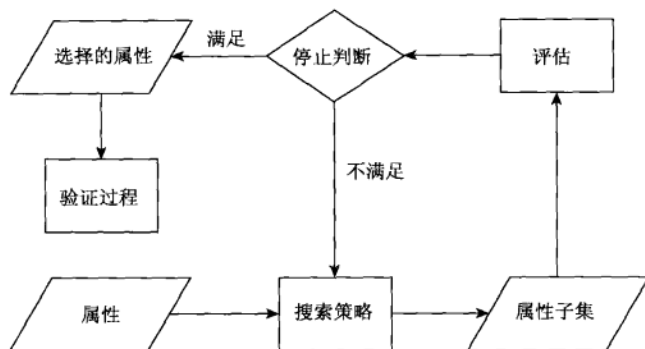 选择的属性
满足
停止判断
评估
不满足
验证过程
属性
搜索策略
属性子集